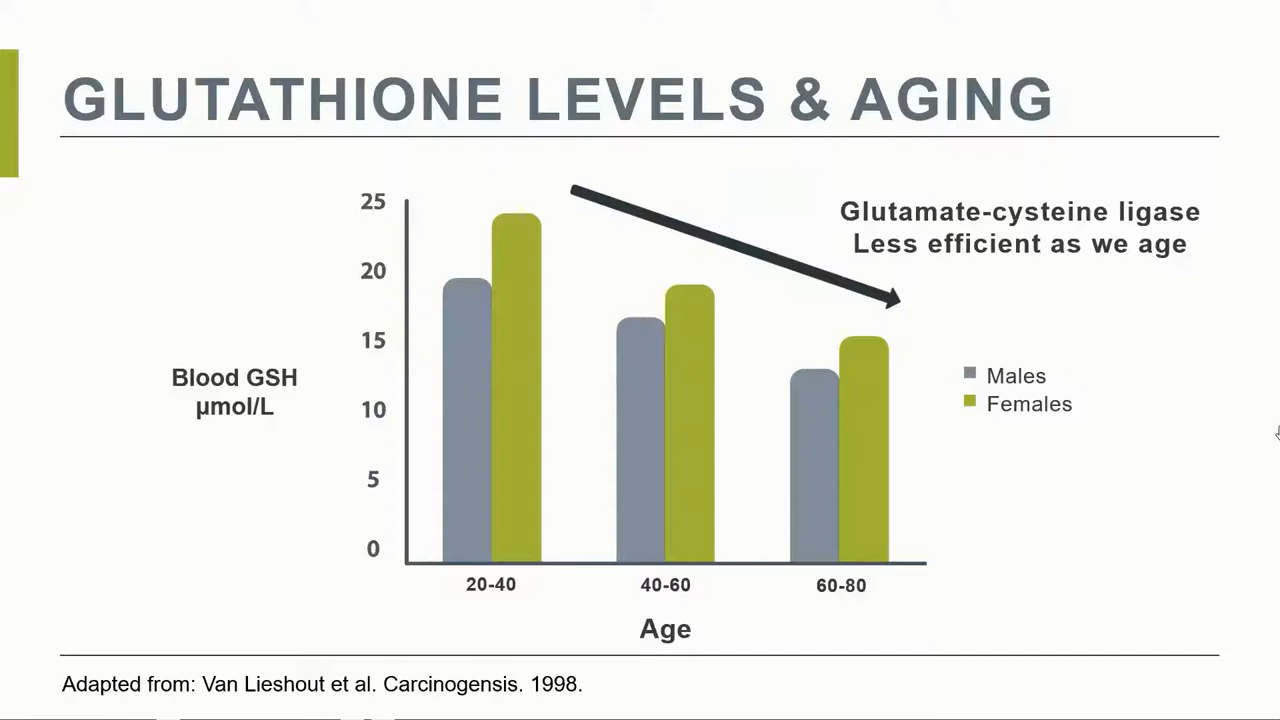 GLUTATHIONE LEVELS & AGING
25
20
15
10
5
0
Blood GSH
µmol/L
Glutamate-cysteine ligase
Less efficient as we age
Males
Females
20-40
40-60
60-80
Age
Adapted from: Van Lieshout et al. Carcinogensis. 1998.